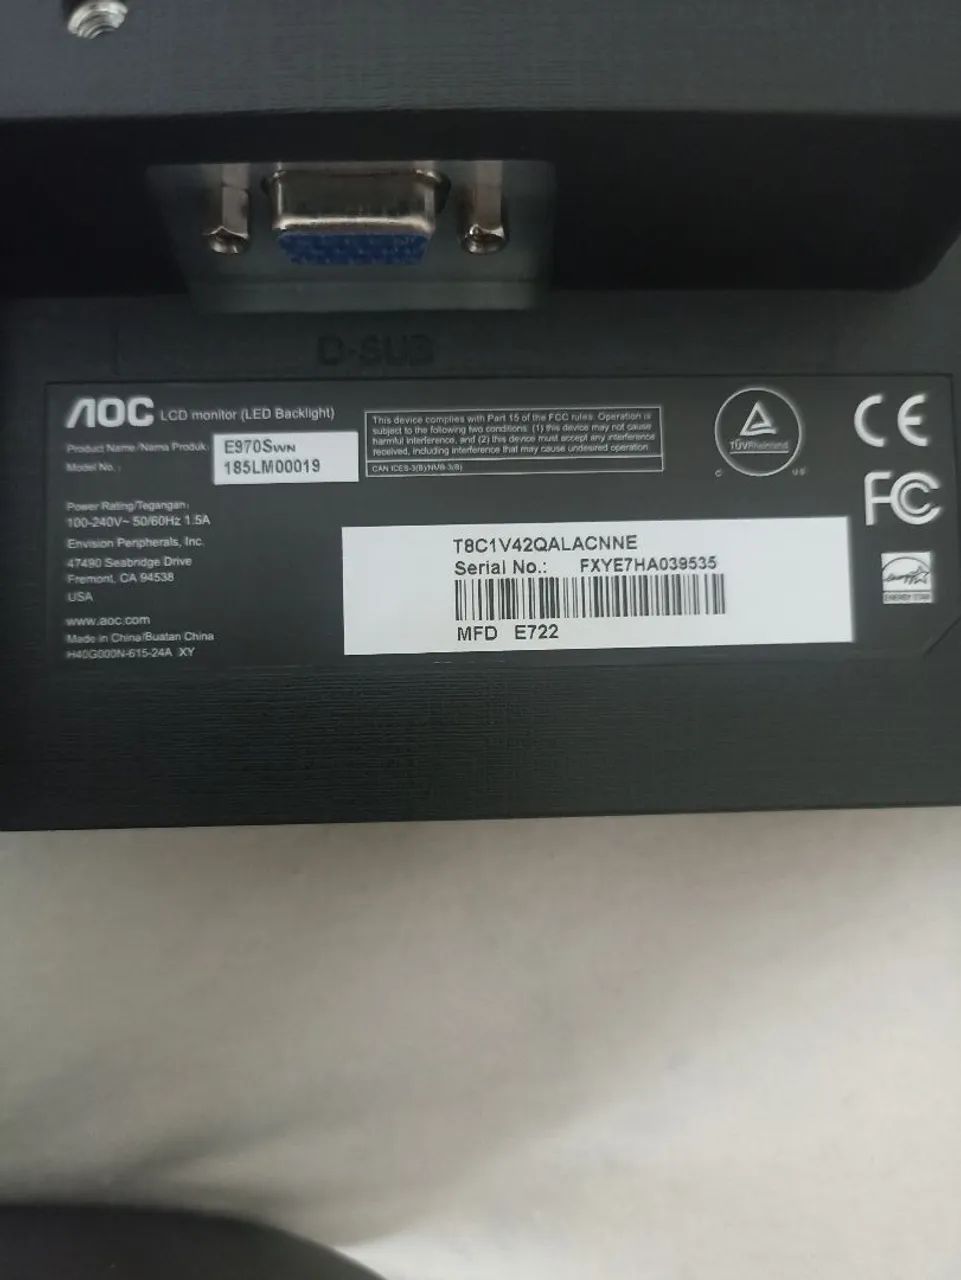 D-SUB
AOC LCD monitor (LED Backlight)
Product Name/Nama Produk: E970SWN
Model No.: 185LM00019
This device complies with Part 15 of the FCC rules. Operation is
subject to the following two conditions: (1) this device may not cause
harmful interference, and (2) this device must accept any interference
received, including interference that may cause undesired operation.
CAN ICES-3(B)/NMB-3(B)
TÜVRheinland
C US
CE
FC
ENERGY STAR
Power Rating/Tegangan:
100-240V~ 50/60Hz 1.5A
Envision Peripherals, Inc.
47490 Seabridge Drive
Fremont, CA 94538
USA
www.aoc.com
Made in China/Buatan China
H40G000N-615-24A XY
T8C1V42QALACNNE
Serial No.: FXYE7HA039535
MFD E722